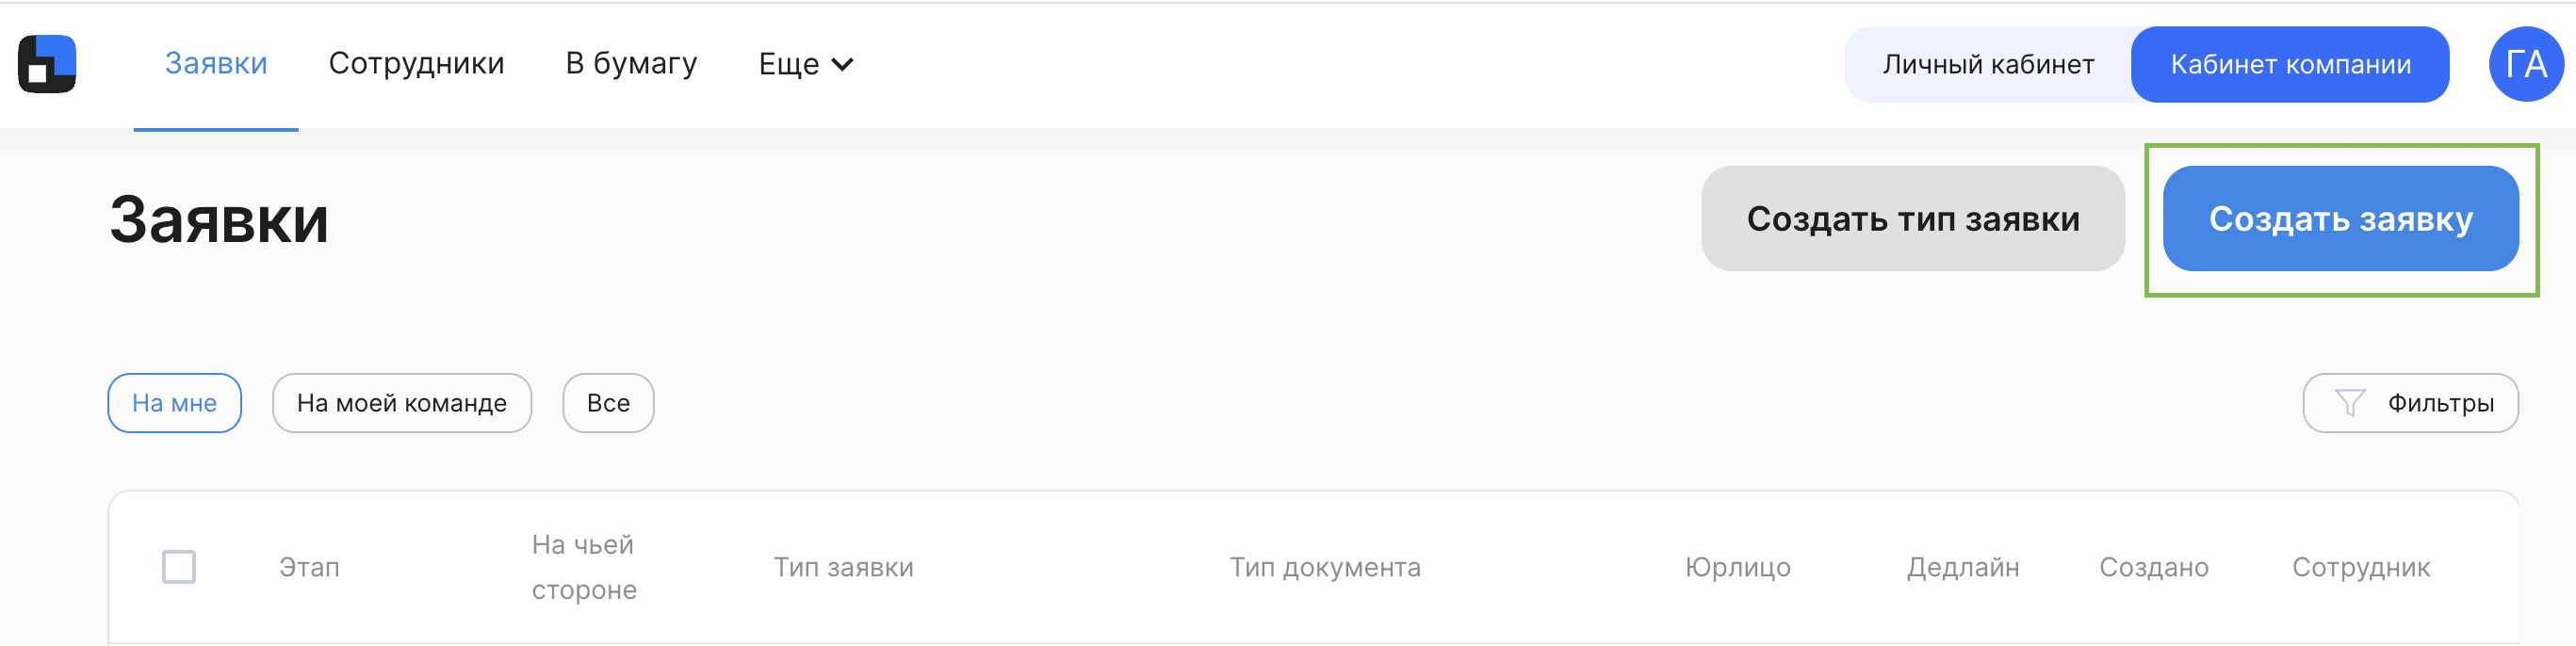 Заявки Сотрудники В бумагу Еще Личный кабинет Кабинет компании ГА
Заявки Создать тип заявки Создать заявку
На мне На моей команде Все Фильтры
Этап На чьей стороне Тип заявки Тип документа Юрлицо Дедлайн Создано Сотрудник